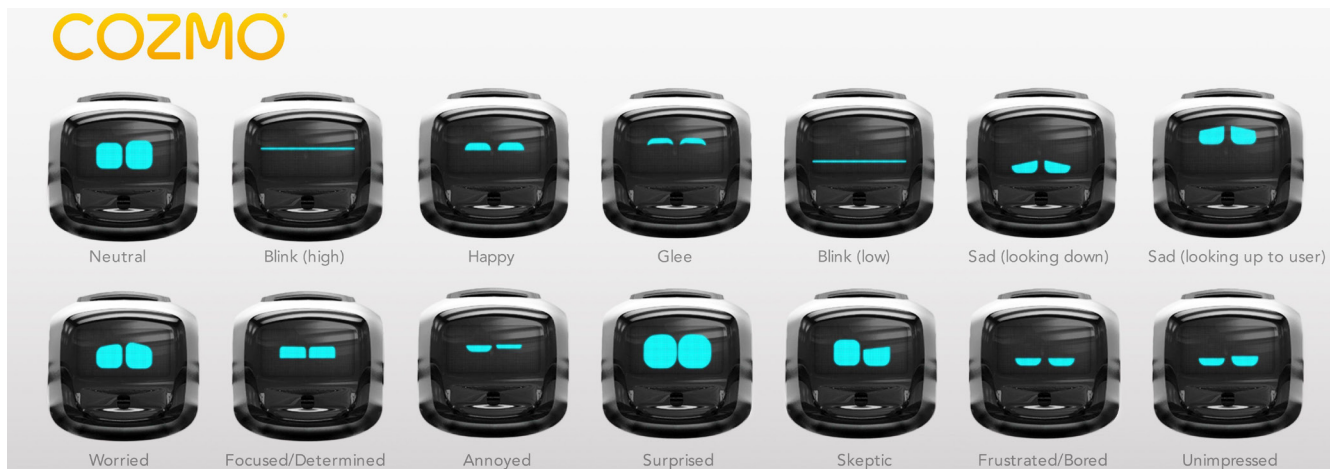 COZMO
Neutral Blink (high) Happy Glee Blink (low) Sad (looking down) Sad (looking up to user)
Worried Focused/Determined Annoyed Surprised Skeptic Frustrated/Bored Unimpressed